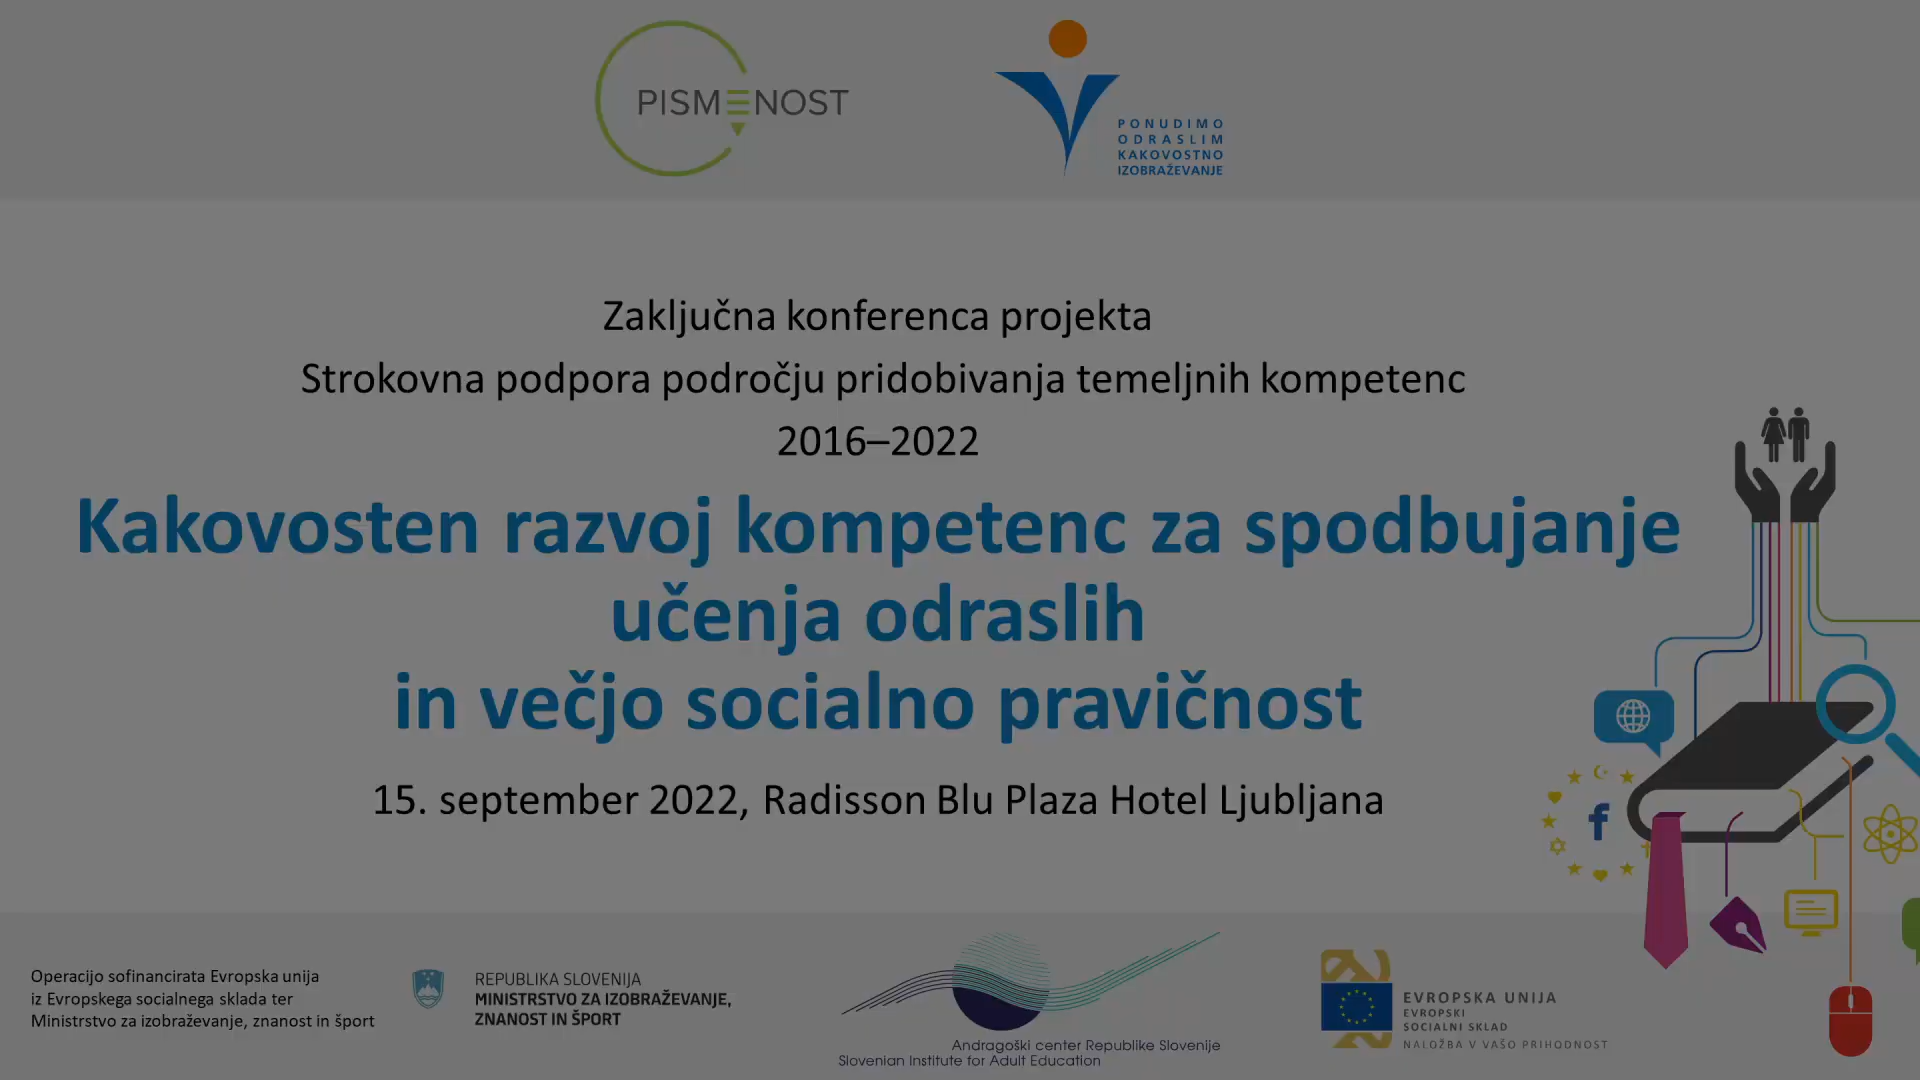 PISMENOST
PONUDIMO
ODRASLIM
KAKOVOSTNO
IZOBRAŽEVANJE
Zaključna konferenca projekta
Strokovna podpora področju pridobivanja temeljnih kompetenc
2016–2022
Kakovosten razvoj kompetenc za spodbujanje
učenja odraslih
in večjo socialno pravičnost
15. september 2022, Radisson Blu Plaza Hotel Ljubljana
f
Operacijo sofinancirata Evropska unija
iz Evropskega socialnega sklada ter
Ministrstvo za izobraževanje, znanost in šport
REPUBLIKA SLOVENIJA
MINISTRSTVO ZA IZOBRAŽEVANJE,
ZNANOST IN ŠPORT
Andragoški center Republike Slovenije
Slovenian Institute for Adult Education
EVROPSKA UNIJA
EVROPSKI
SOCIALNI SKLAD
NALOŽBA V VAŠO PRIHODNOST